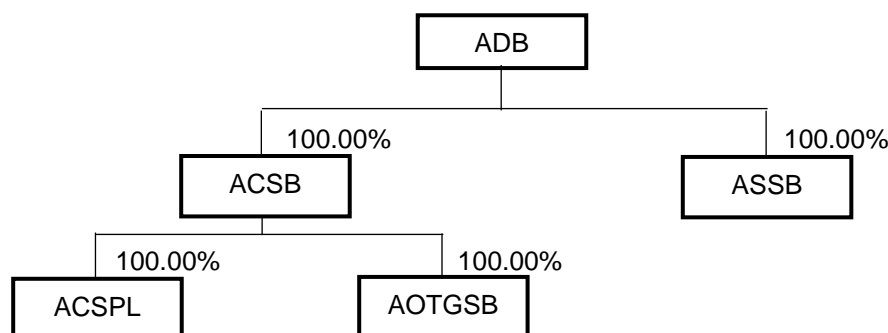 ADB
100.00%
100.00%
ACSB
ASSB
100.00%
100.00%
ACSPL
AOTGSB